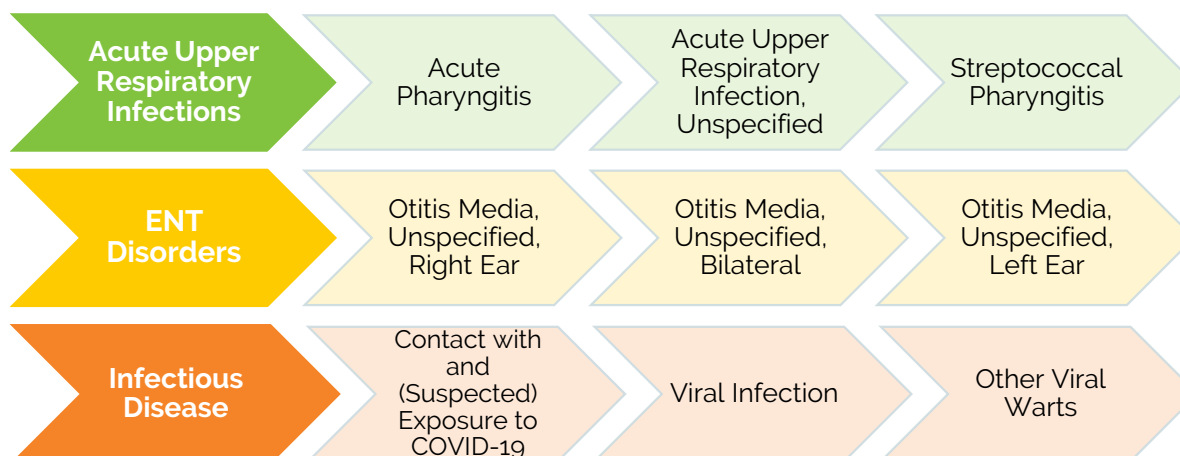 Acute Upper
Respiratory
Infections
Acute
Pharyngitis
Acute Upper
Respiratory
Infection,
Unspecified
Streptococcal
Pharyngitis
ENT
Disorders
Otitis Media,
Unspecified,
Right Ear
Otitis Media,
Unspecified,
Bilateral
Otitis Media,
Unspecified,
Left Ear
Infectious
Disease
Contact with
and
(Suspected)
Exposure to
COVID-19
Viral Infection
Other Viral
Warts